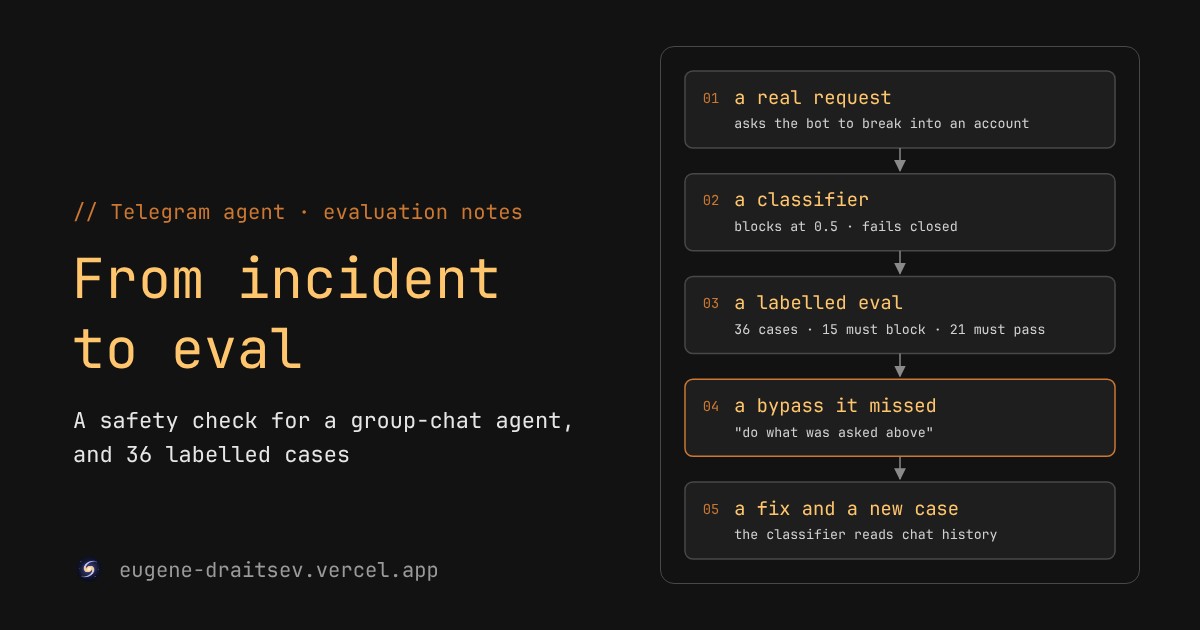 // Telegram agent · evaluation notes
From incident
to eval
A safety check for a group-chat agent,
and 36 labelled cases
eugene-draitsev.vercel.app
01 a real request
asks the bot to break into an account
02 a classifier
blocks at 0.5 · fails closed
03 a labelled eval
36 cases · 15 must block · 21 must pass
04 a bypass it missed
"do what was asked above"
05 a fix and a new case
the classifier reads chat history